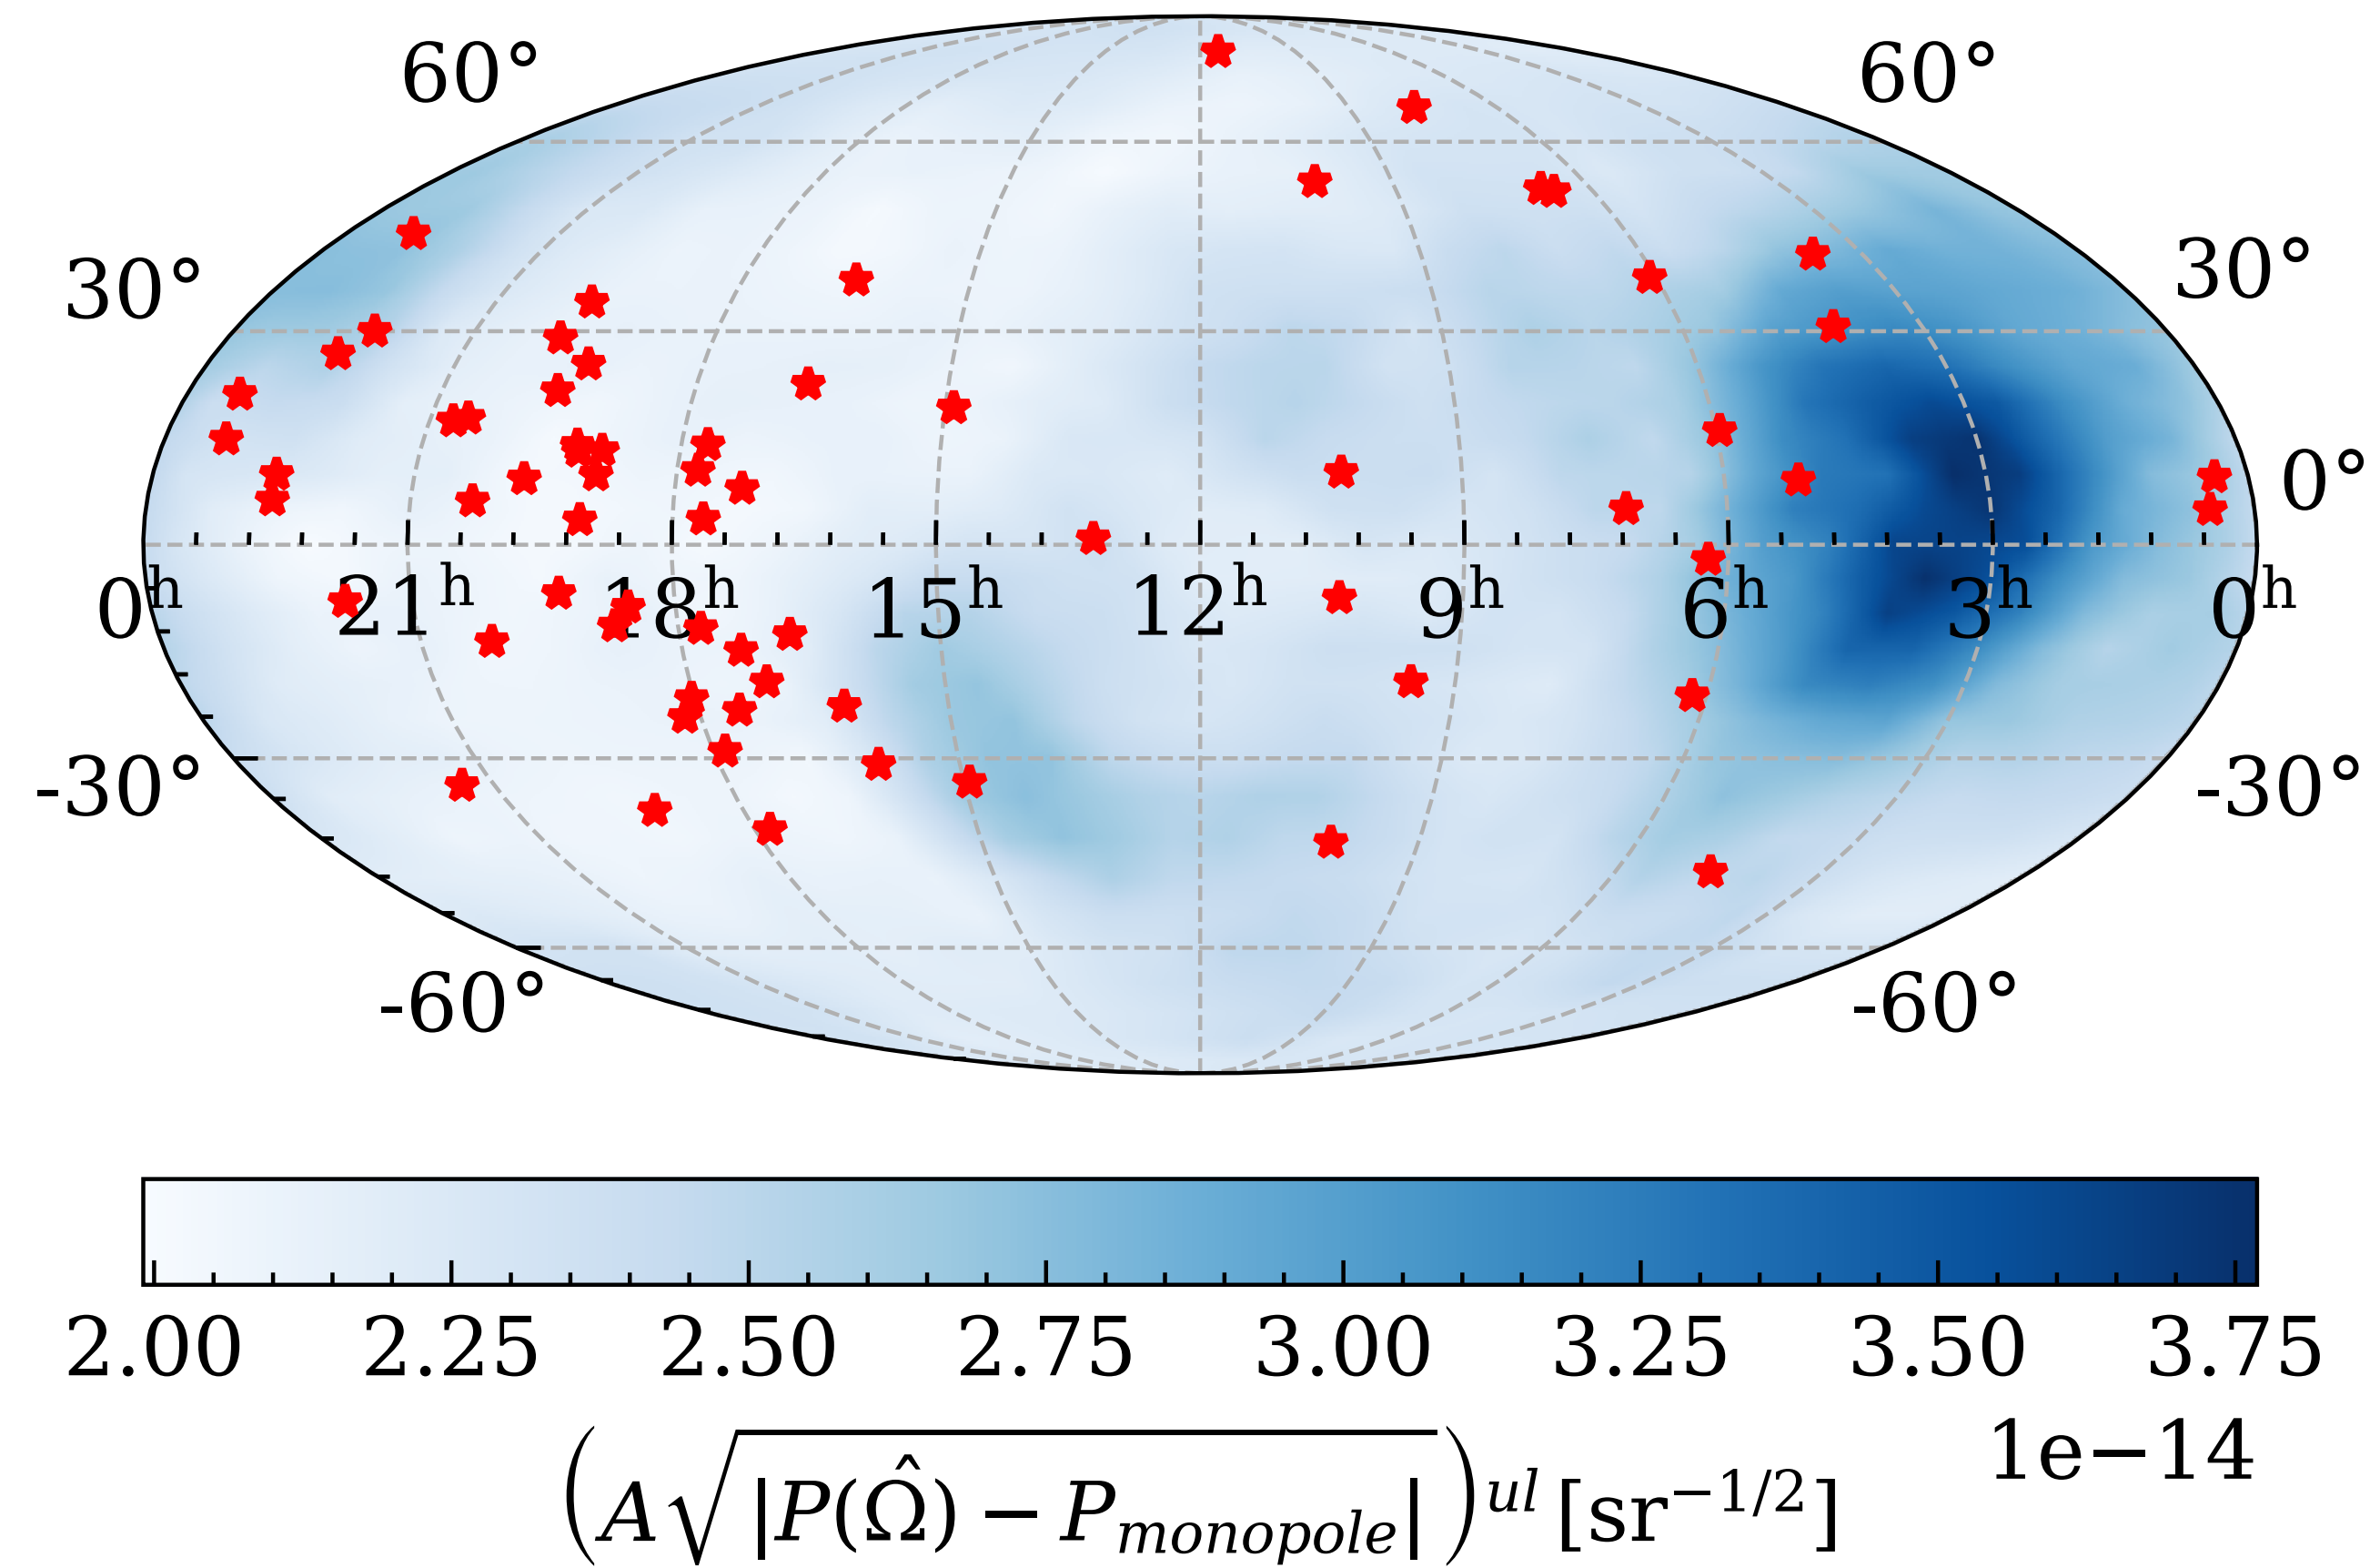 60° 60°
30° 30°
0°
0h 21h 18h 15h 12h 9h 6h 3h 0h
-30° -30°
-60° -60°
2.00 2.25 2.50 2.75 3.00 3.25 3.50 3.75
1e−14
(A√|P(Ω̂) − P_monopole|)^ul [sr^−1/2]